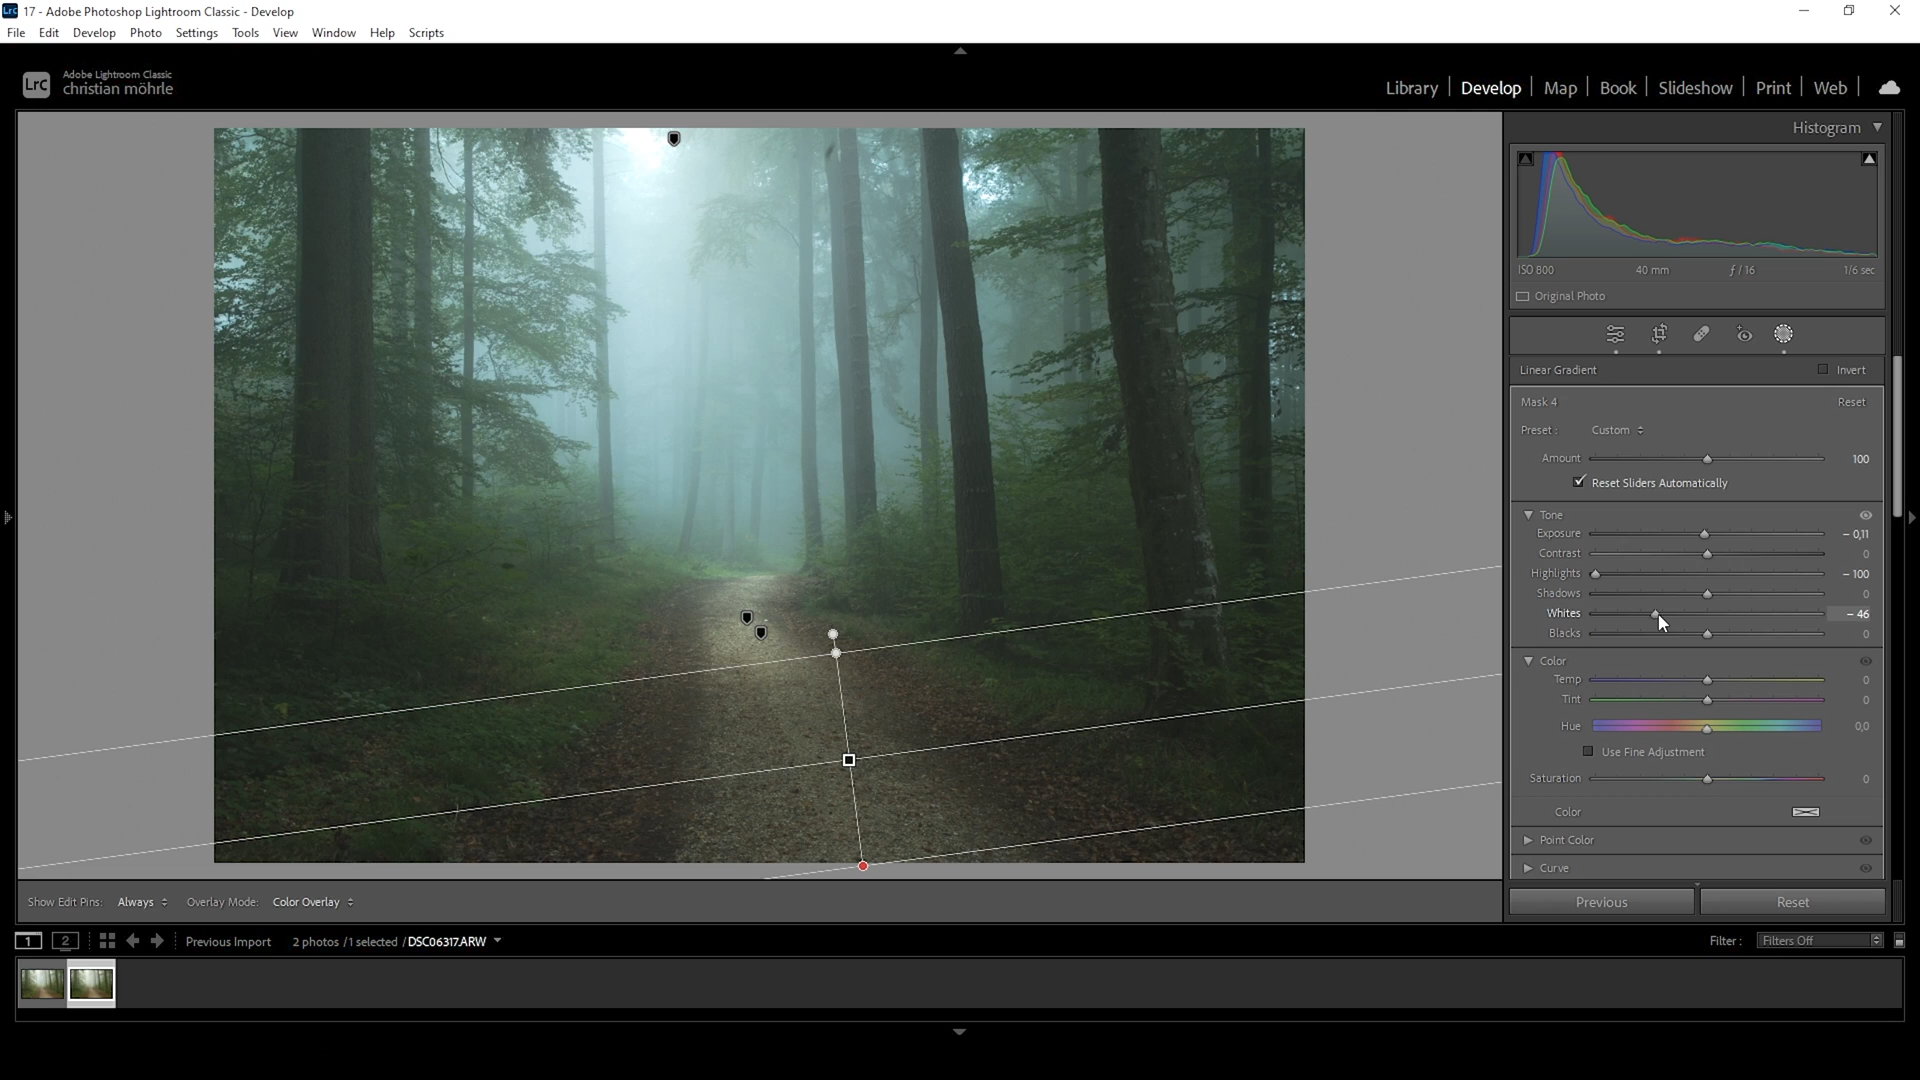 Lrc 17 - Adobe Photoshop Lightroom Classic - Develop
File Edit Develop Photo Settings Tools View Window Help Scripts
LrC Adobe Lightroom Classic
christian möhrle
Library | Develop | Map | Book | Slideshow | Print | Web
Histogram
ISO 800 40 mm ƒ / 16 1/6 sec
Original Photo
Linear Gradient Invert
Mask 4 Reset
Preset : Custom
Amount 100
Reset Sliders Automatically
Tone
Exposure – 0,11
Contrast 0
Highlights – 100
Shadows 0
Whites – 46
Blacks 0
Color
Temp 0
Tint 0
Hue 0,0
Use Fine Adjustment
Saturation 0
Color
Point Color
Curve
Show Edit Pins: Always Overlay Mode: Color Overlay
Previous Reset
1 2 Previous Import 2 photos / 1 selected / DSC06317.ARW Filter : Filters Off